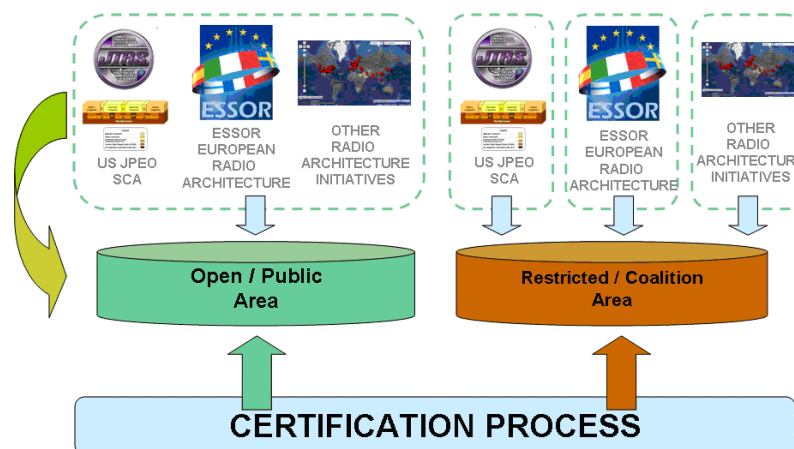 JTRS
ESSOR
US JPEO
SCA
ESSOR
EUROPEAN
RADIO
ARCHITECTURE
OTHER
RADIO
ARCHITECTURE
INITIATIVES
JTRS
ESSOR
US JPEO
SCA
ESSOR
EUROPEAN
RADIO
ARCHITECTURE
OTHER
RADIO
ARCHITECTUR
INITIATIVES
Open / Public
Area
Restricted / Coalition
Area
CERTIFICATION PROCESS